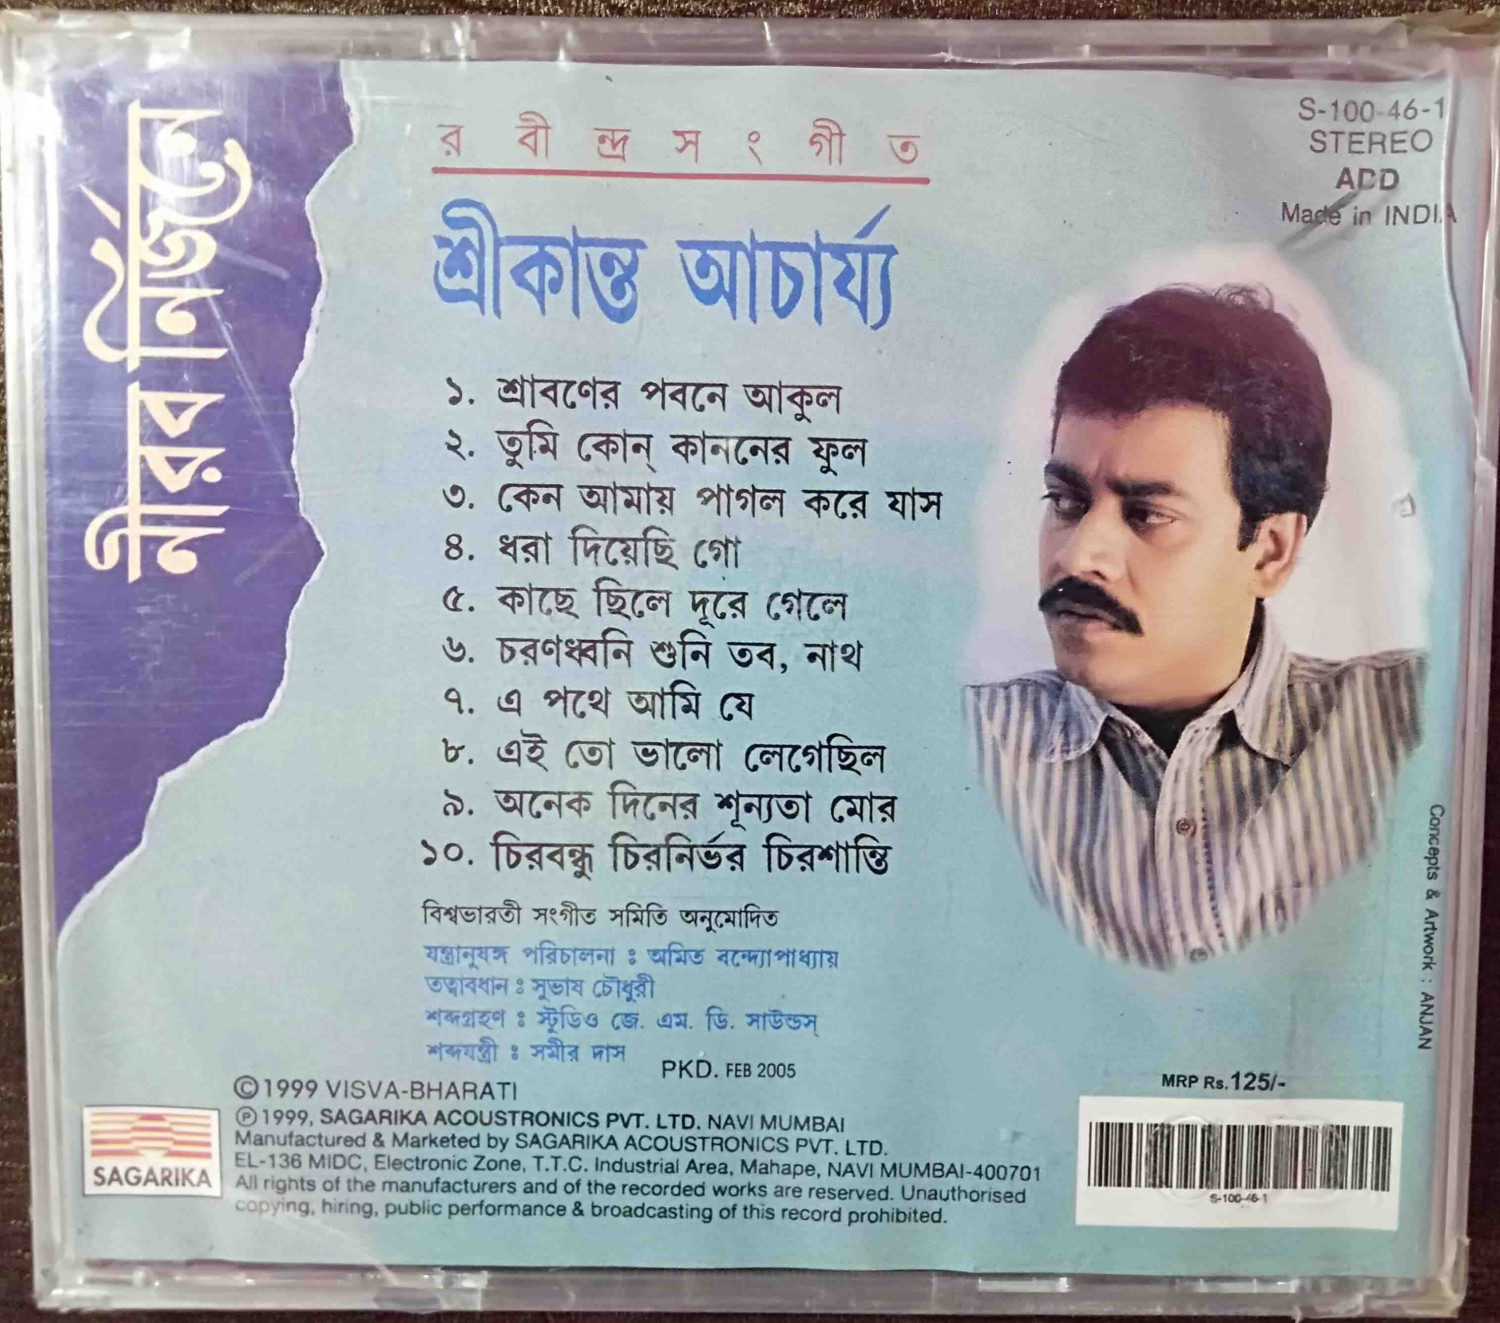 নীরব নির্জনে
র বী ন্দ্র স ং গী ত
S-100-46-1
STEREO
ADD
Made in INDIA
শ্রীকান্ত আচার্য্য
১. শ্রাবণের পবনে আকুল
২. তুমি কোন্ কাননের ফুল
৩. কেন আমায় পাগল করে যাস
৪. ধরা দিয়েছি গো
৫. কাছে ছিলে দূরে গেলে
৬. চরণধ্বনি শুনি তব, নাথ
৭. এ পথে আমি যে
৮. এই তো ভালো লেগেছিল
৯. অনেক দিনের শূন্যতা মোর
১০. চিরবন্ধু চিরনির্ভর চিরশান্তি
বিশ্বভারতী সংগীত সমিতি অনুমোদিত
যন্ত্রানুষঙ্গ পরিচালনা : অমিত বন্দ্যোপাধ্যায়
তত্বাবধান : সুভাষ চৌধুরী
শব্দগ্রহণ : স্টুডিও জে. এম. ডি. সাউন্ডস্
শব্দযন্ত্রী : সমীর দাস
PKD. FEB 2005
Concepts & Artwork : ANJAN
©1999 VISVA-BHARATI
℗1999, SAGARIKA ACOUSTRONICS PVT. LTD. NAVI MUMBAI
Manufactured & Marketed by SAGARIKA ACOUSTRONICS PVT. LTD.
EL-136 MIDC, Electronic Zone, T.T.C. Industrial Area, Mahape, NAVI MUMBAI-400701
All rights of the manufacturers and of the recorded works are reserved. Unauthorised
copying, hiring, public performance & broadcasting of this record prohibited.
SAGARIKA
MRP Rs.125/-
S-100-46-1